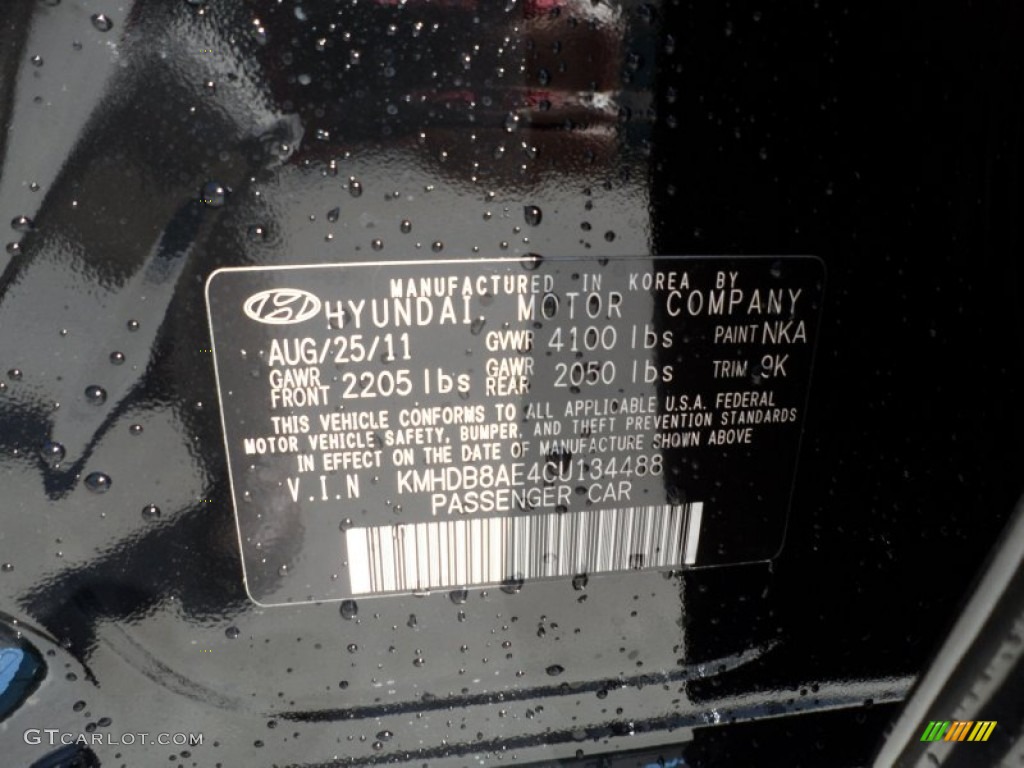 MANUFACTURED IN KOREA BY
HYUNDAI MOTOR COMPANY
AUG/25/11 GVWR 4100 lbs PAINT NKA
GAWR FRONT 2205 lbs GAWR REAR 2050 lbs TRIM 9K
THIS VEHICLE CONFORMS TO ALL APPLICABLE U.S.A. FEDERAL
MOTOR VEHICLE SAFETY, BUMPER, AND THEFT PREVENTION STANDARDS
IN EFFECT ON THE DATE OF MANUFACTURE SHOWN ABOVE
V.I.N KMHDB8AE4CU134488
PASSENGER CAR
GTCARLOT.COM